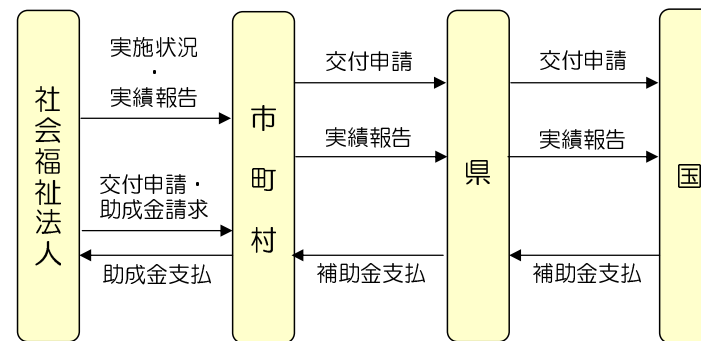 社会福祉法人
実施状況
・
実績報告
交付申請・
助成金請求
助成金支払
市町村
交付申請
実績報告
補助金支払
県
交付申請
実績報告
補助金支払
国